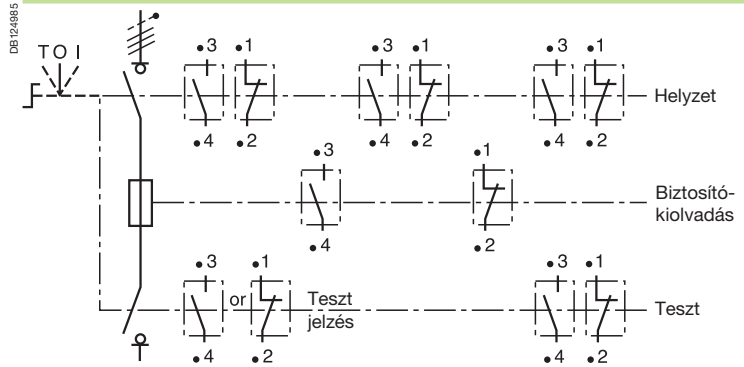 DB124985
T O I
•3 •1 •3 •1 •3 •1
Helyzet
•4 •2 •4 •2 •4 •2
•3 •1
Biztosító-
kiolvadás
•4 •2
•3 •1 •3 •1
or
Teszt
jelzés
Teszt
•4 •2 •4 •2